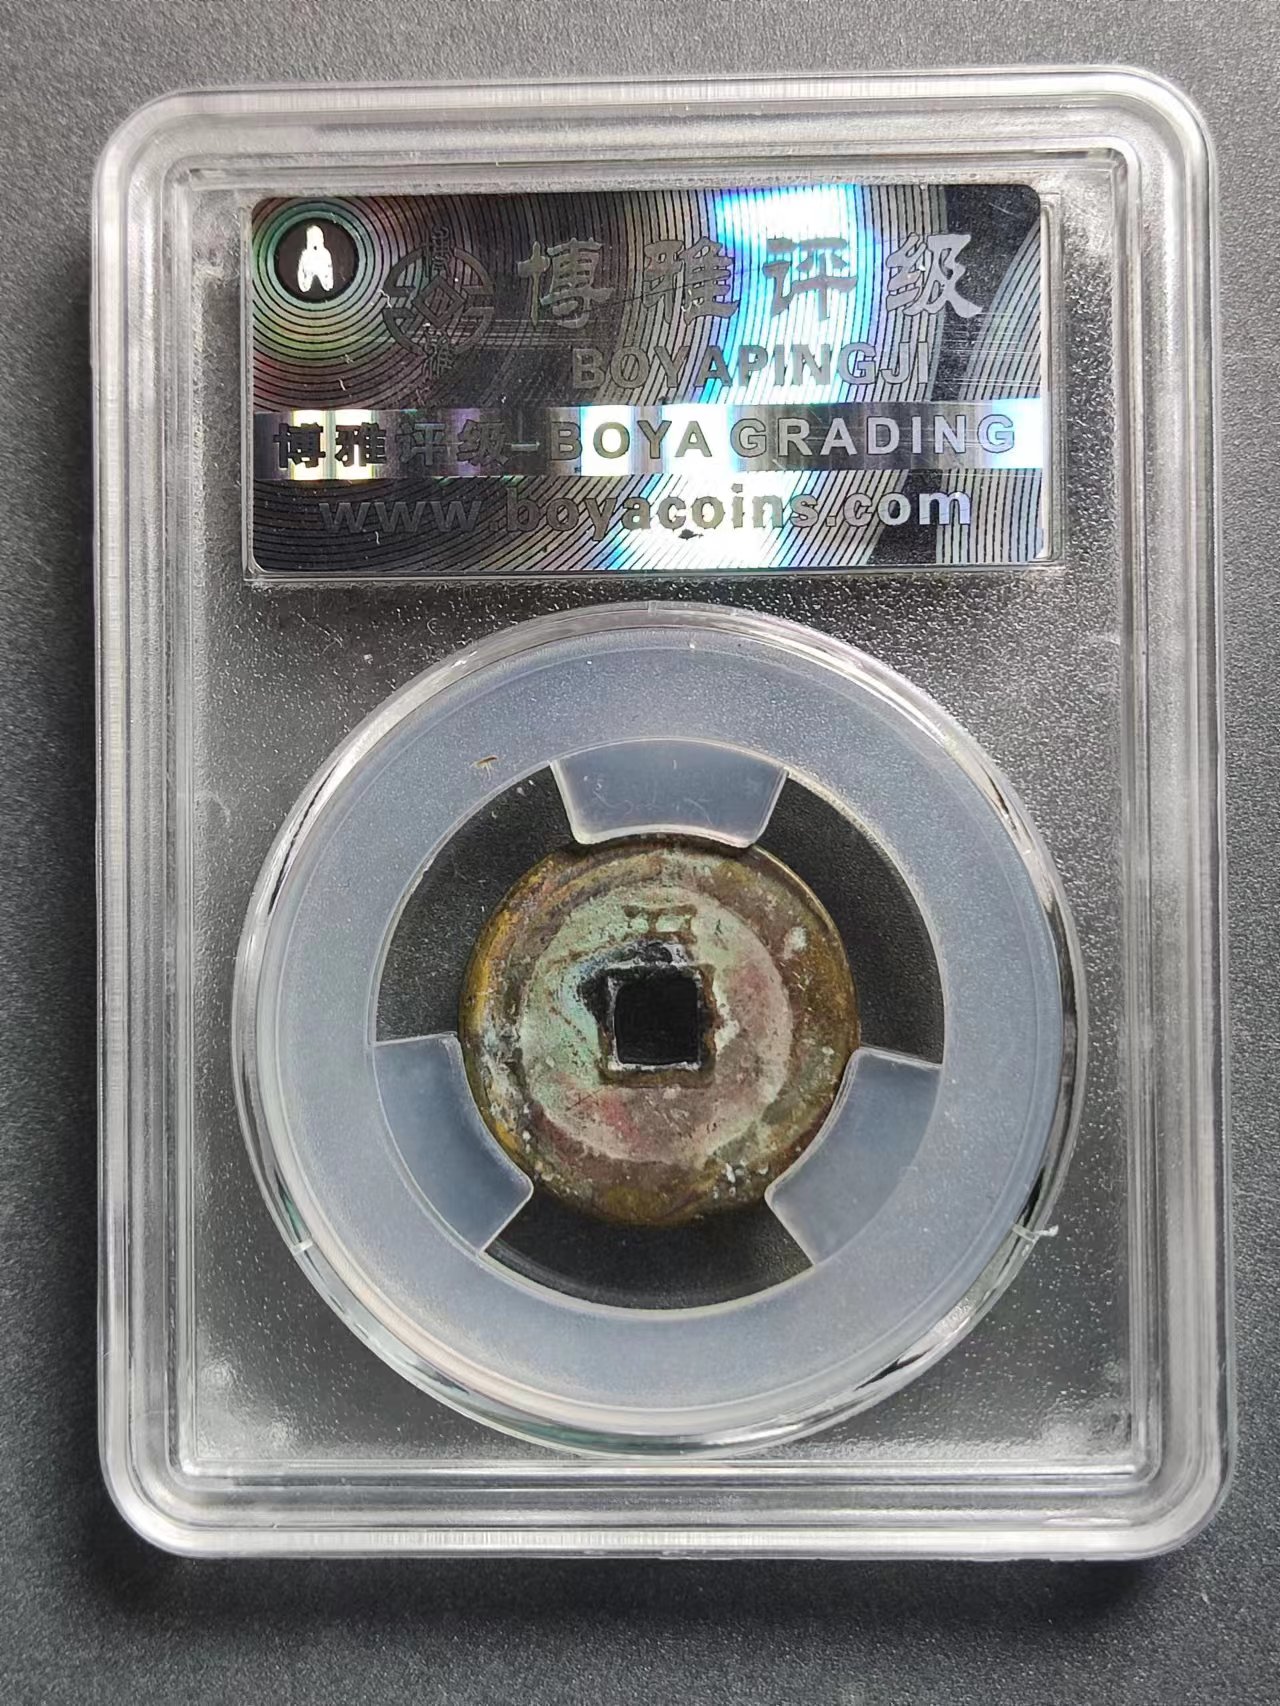 博雅评级
BOYAPINGJI
博雅评级-BOYA GRADING
www.boyacoins.com